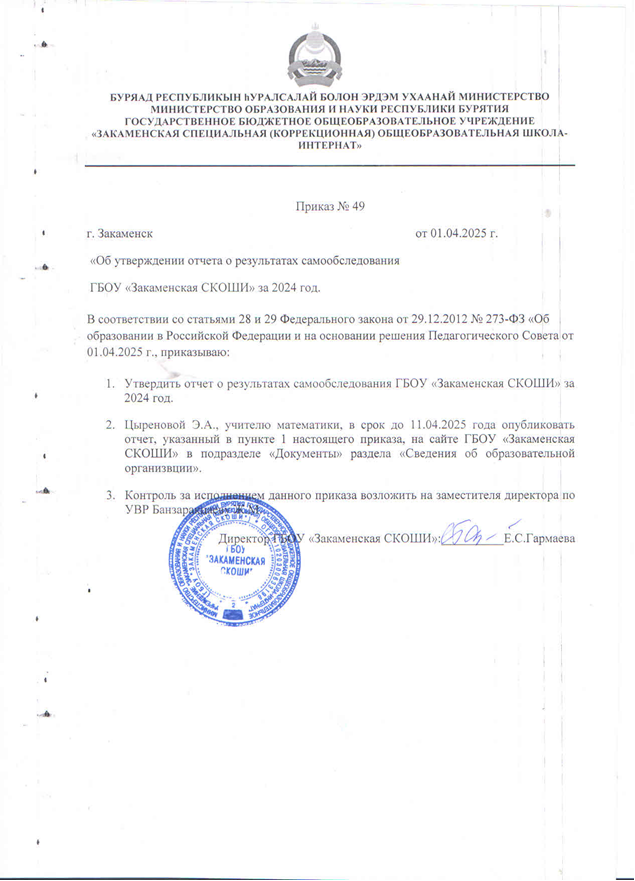 БУРЯАД РЕСПУБЛИКЫН hУРАЛСАЛАЙ БОЛОН ЭРДЭМ УХААНАЙ МИНИСТЕРСТВО
МИНИСТЕРСТВО ОБРАЗОВАНИЯ И НАУКИ РЕСПУБЛИКИ БУРЯТИЯ
ГОСУДАРСТВЕННОЕ БЮДЖЕТНОЕ ОБЩЕОБРАЗОВАТЕЛЬНОЕ УЧРЕЖДЕНИЕ
«ЗАКАМЕНСКАЯ СПЕЦИАЛЬНАЯ (КОРРЕКЦИОННАЯ) ОБЩЕОБРАЗОВАТЕЛЬНАЯ ШКОЛА-
ИНТЕРНАТ»
Приказ № 49
г. Закаменск от 01.04.2025 г.
«Об утверждении отчета о результатах самообследования
ГБОУ «Закаменская СКОШИ» за 2024 год.
В соответствии со статьями 28 и 29 Федерального закона от 29.12.2012 № 273-ФЗ «Об
образовании в Российской Федерации и на основании решения Педагогического Совета от
01.04.2025 г., приказываю:
1. Утвердить отчет о результатах самообследования ГБОУ «Закаменская СКОШИ» за
2024 год.
2. Цыреновой Э.А., учителю математики, в срок до 11.04.2025 года опубликовать
отчет, указанный в пункте 1 настоящего приказа, на сайте ГБОУ «Закаменская
СКОШИ» в подразделе «Документы» раздела «Сведения об образовательной
организвции».
3. Контроль за исполнением данного приказа возложить на заместителя директора по
УВР
Директор ГБОУ «Закаменская СКОШИ»: Е.С.Гармаева
ГБОУ
"ЗАКАМЕНСКАЯ
СКОШИ"